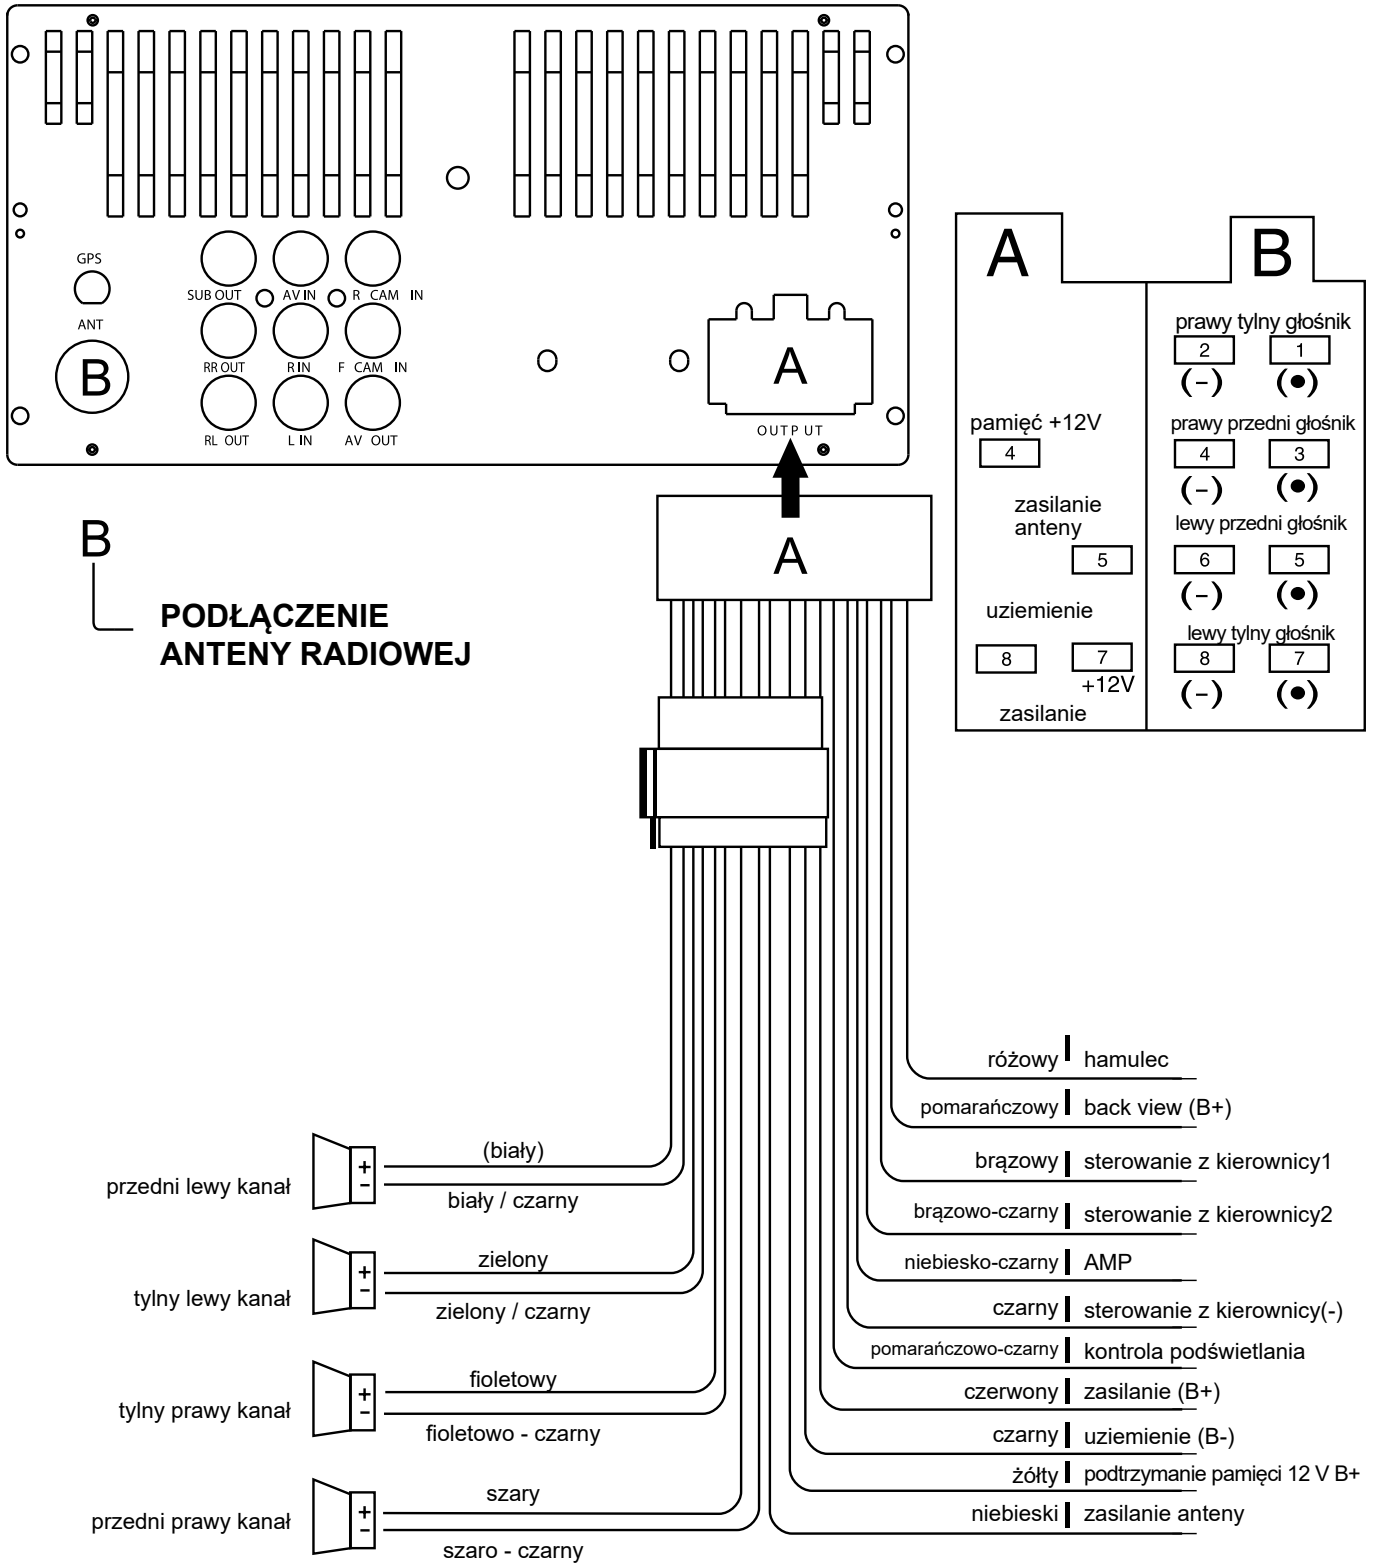 GPS
ANT
B
SUB OUT
AV IN
R CAM IN
RR OUT
R IN
F CAM IN
RL OUT
L IN
AV OUT
A
OUTPUT
A
B
PODŁĄCZENIE
ANTENY RADIOWEJ
A
pamięć +12V
4
zasilanie
anteny
5
uziemienie
8
7
+12V
zasilanie
B
prawy tylny głośnik
2
1
(-)
(●)
prawy przedni głośnik
4
3
(-)
(●)
lewy przedni głośnik
6
5
(-)
(●)
lewy tylny głośnik
8
7
(-)
(●)
różowy
hamulec
pomarańczowy
back view (B+)
brązowy
sterowanie z kierownicy1
brązowo-czarny
sterowanie z kierownicy2
niebiesko-czarny
AMP
czarny
sterowanie z kierownicy(-)
pomarańczowo-czarny
kontrola podświetlania
czerwony
zasilanie (B+)
czarny
uziemienie (B-)
żółty
podtrzymanie pamięci 12 V B+
niebieski
zasilanie anteny
przedni lewy kanał
+
-
(biały)
biały / czarny
tylny lewy kanał
+
-
zielony
zielony / czarny
tylny prawy kanał
+
-
fioletowy
fioletowo - czarny
przedni prawy kanał
+
-
szary
szaro - czarny